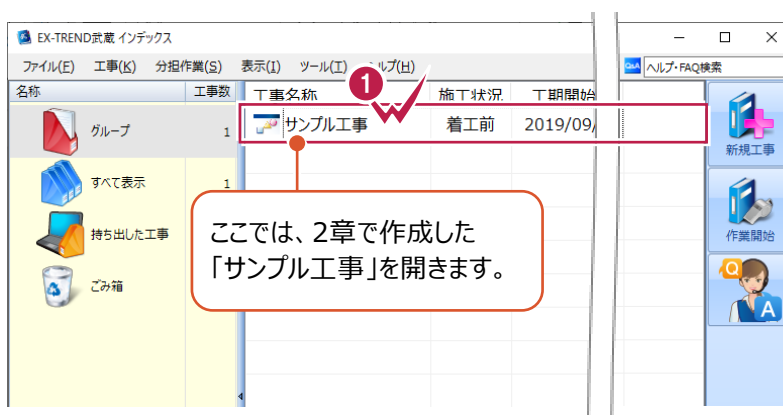 EX-TREND武蔵 インデックス
ファイル(F) 工事(K) 分担作業(S) 表示(I) ツール(T) ヘルプ(H)
Q&A ヘルプ・FAQ検索
名称 工事数 工事名称 施工状況 工期開始
1
グループ 1
サンプル工事 着工前 2019/09/
新規工事
すべて表示 1
持ち出した工事
作業開始
ごみ箱
Q
A
ここでは、2章で作成した
「サンプル工事」を開きます。